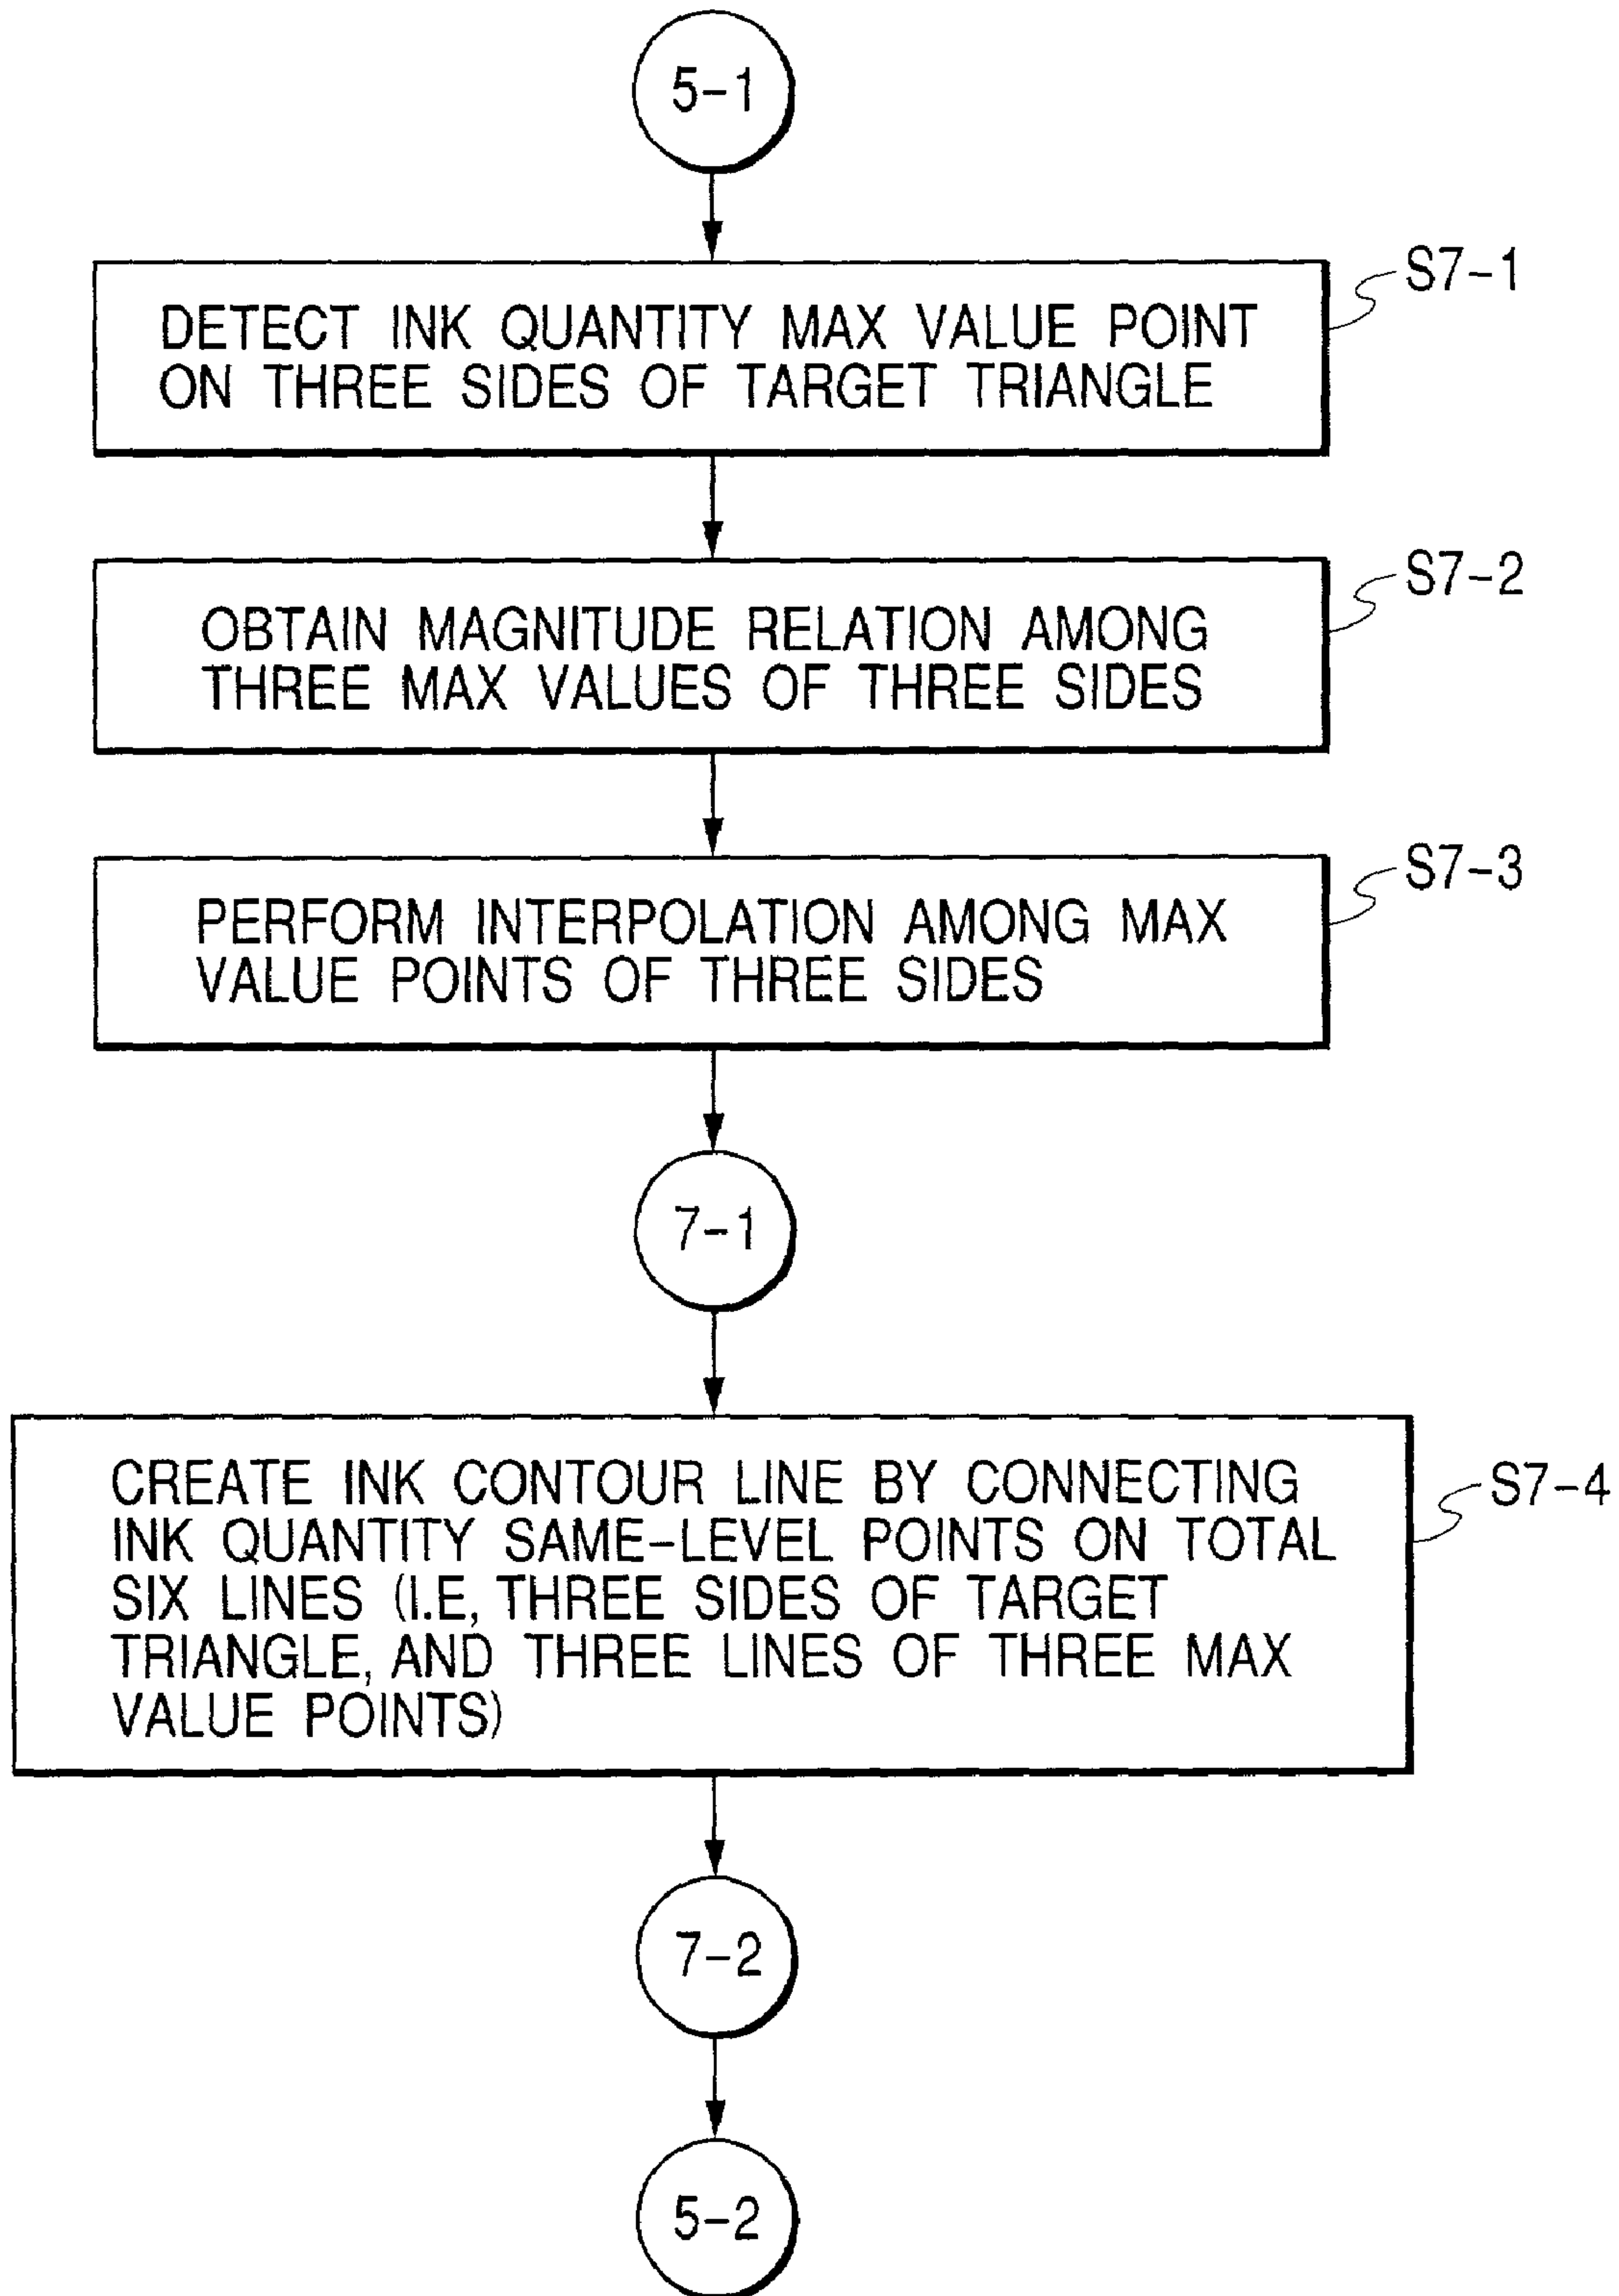 5-1
S7-1
DETECT INK QUANTITY MAX VALUE POINT
ON THREE SIDES OF TARGET TRIANGLE
S7-2
OBTAIN MAGNITUDE RELATION AMONG
THREE MAX VALUES OF THREE SIDES
S7-3
PERFORM INTERPOLATION AMONG MAX
VALUE POINTS OF THREE SIDES
7-1
S7-4
CREATE INK CONTOUR LINE BY CONNECTING
INK QUANTITY SAME-LEVEL POINTS ON TOTAL
SIX LINES (I.E, THREE SIDES OF TARGET
TRIANGLE, AND THREE LINES OF THREE MAX
VALUE POINTS)
7-2
5-2